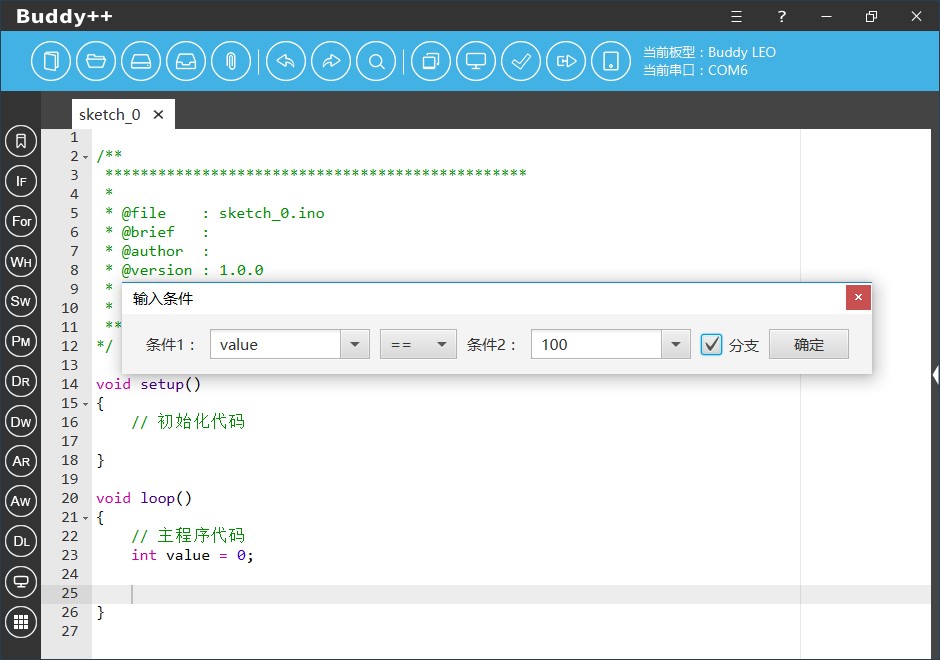 Buddy++
?
当前板型：Buddy LEO
当前串口：COM6
sketch_0
IF
For
WH
SW
PM
DR
DW
AR
AW
DL
1
2 /**
3 ************************************************
4 *
5 * @file : sketch_0.ino
6 * @brief :
7 * @author :
8 * @version : 1.0.0
9 *
10 *
11 **
12 */
输入条件
条件1： value == 条件2： 100 分支 确定
13
14 void setup()
15 {
16 // 初始化代码
17
18 }
19
20 void loop()
21 {
22 // 主程序代码
23 int value = 0;
24
25
26 }
27